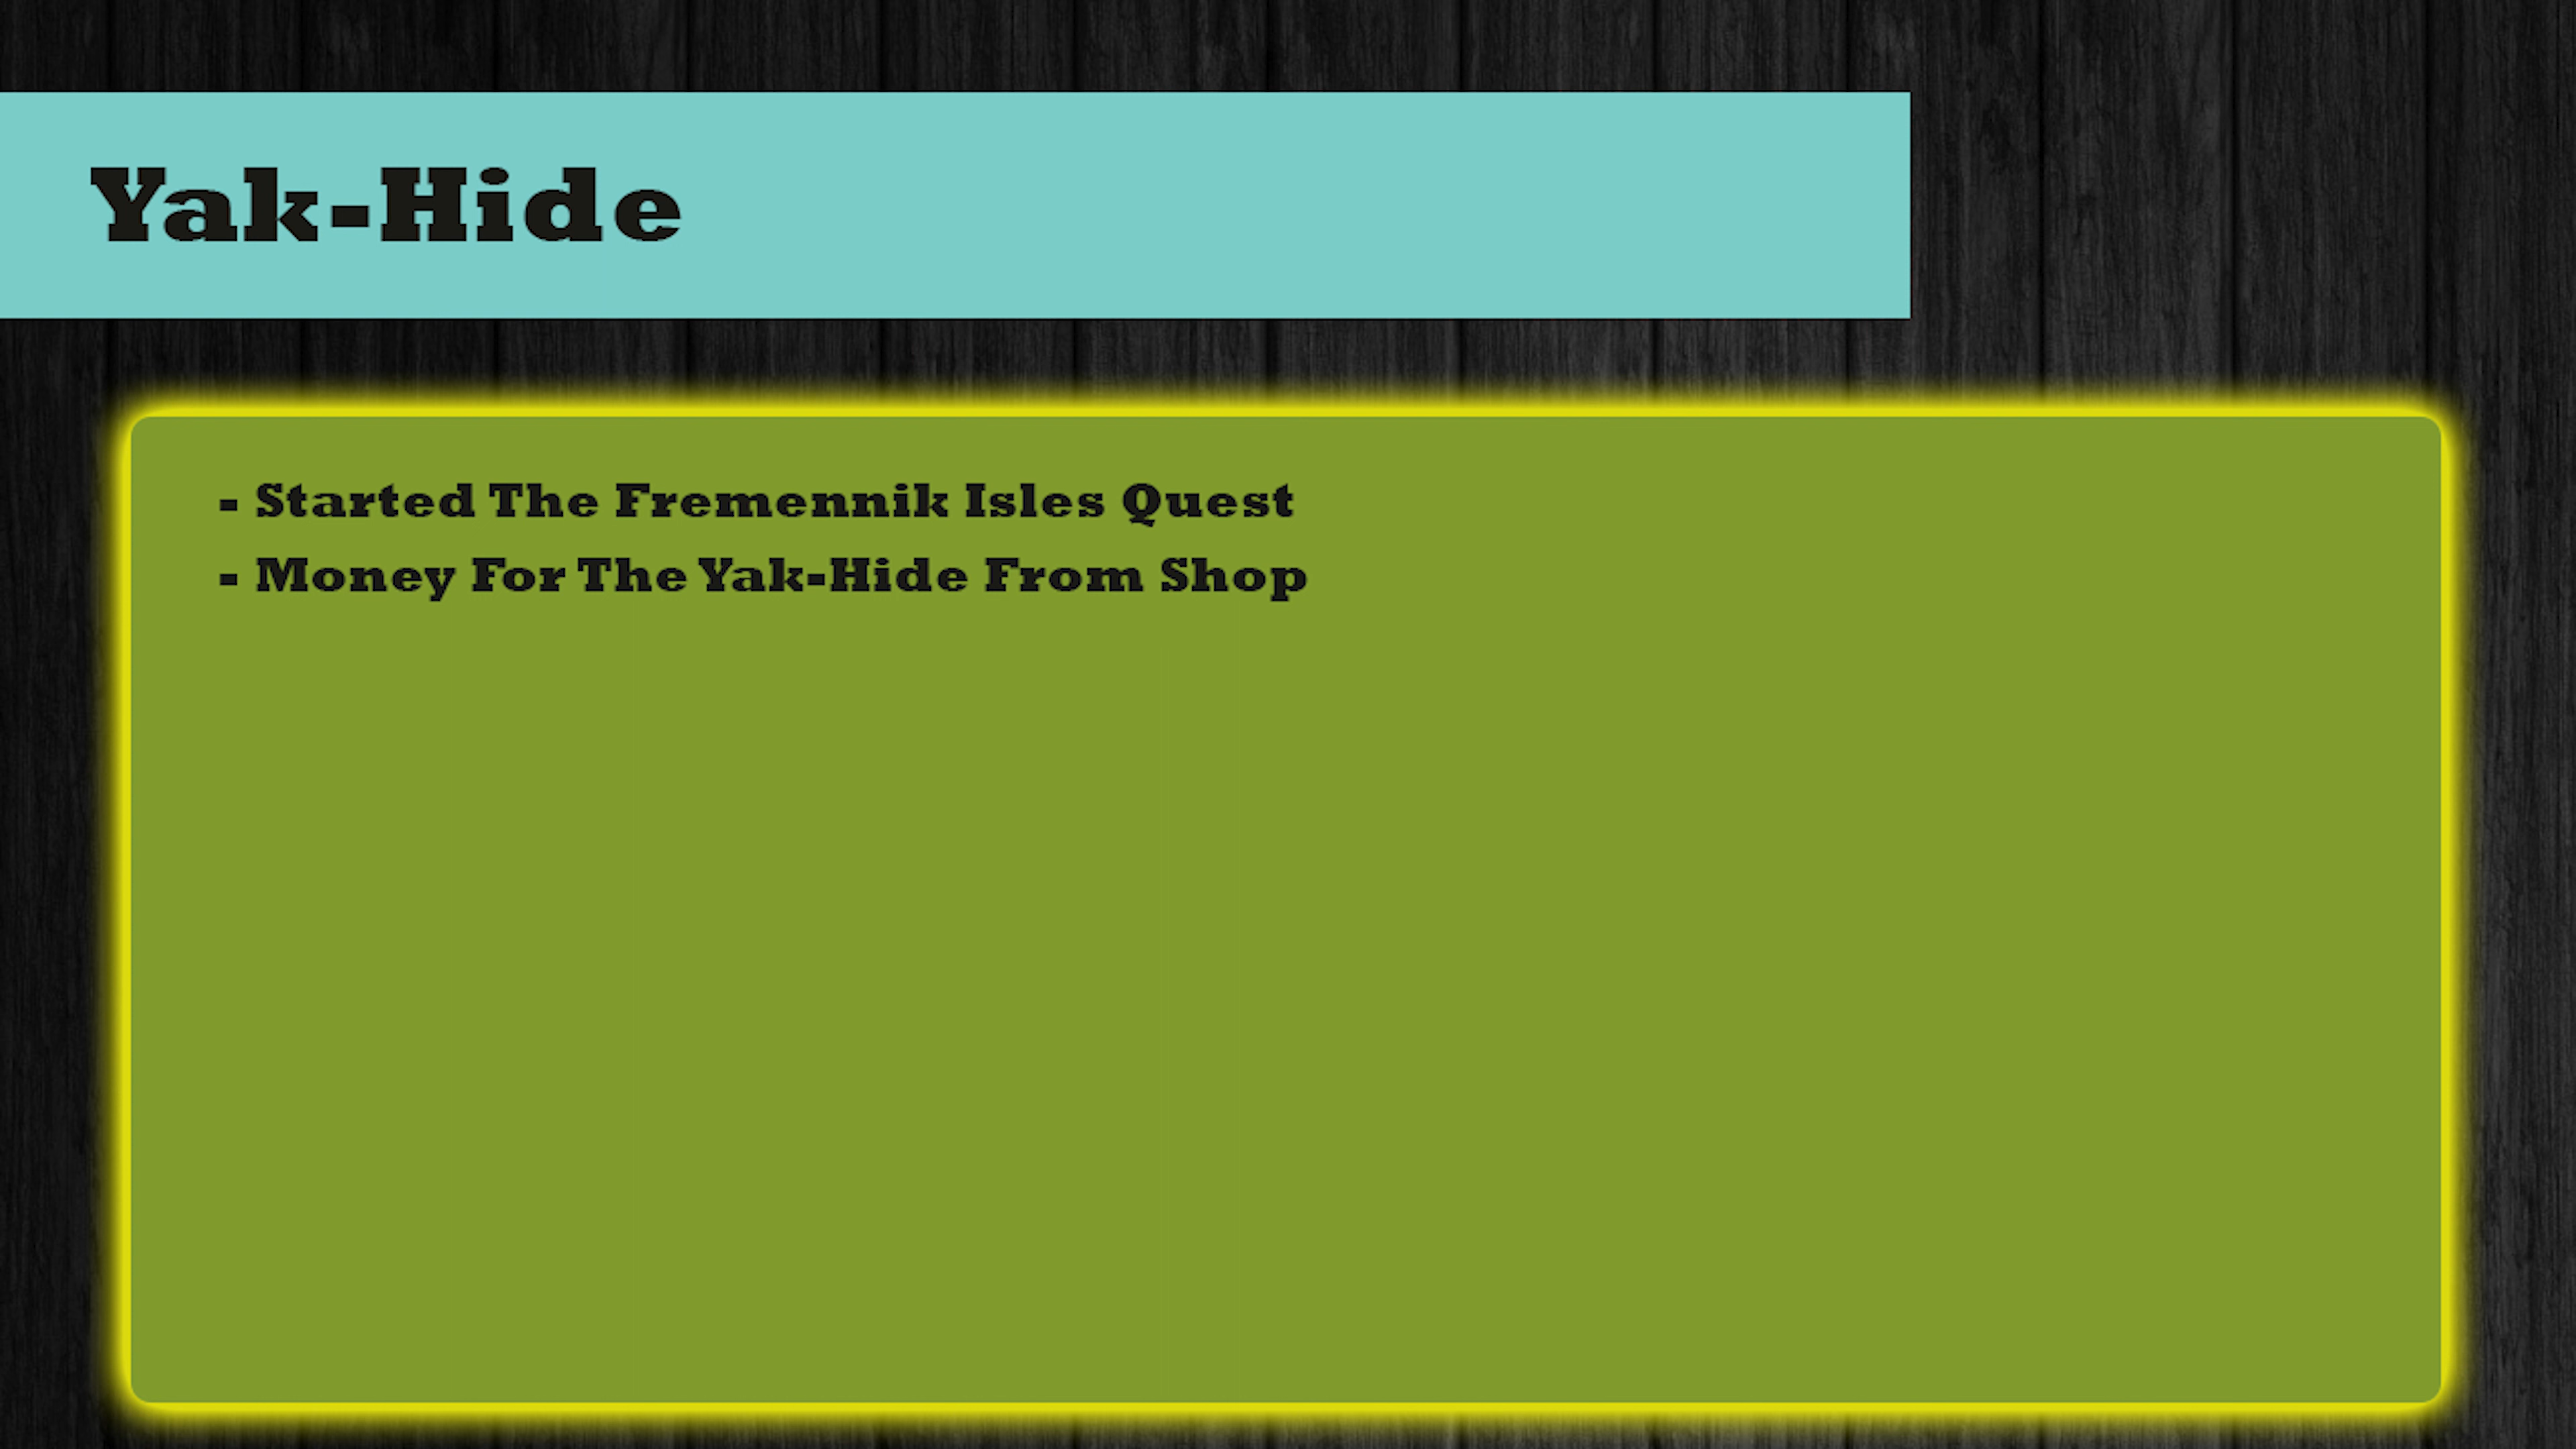 Yak-Hide
- Started The Fremennik Isles Quest
- Money For The Yak-Hide From Shop